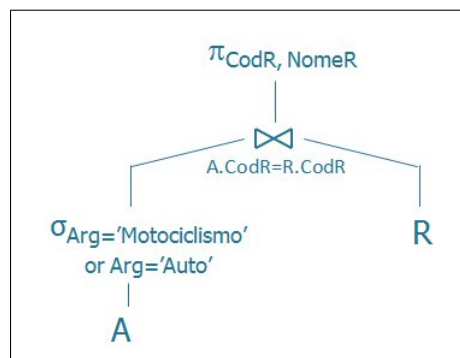 πCodR, NomeR
A.CodR=R.CodR
σArg='Motociclismo'
or Arg='Auto'
R
A